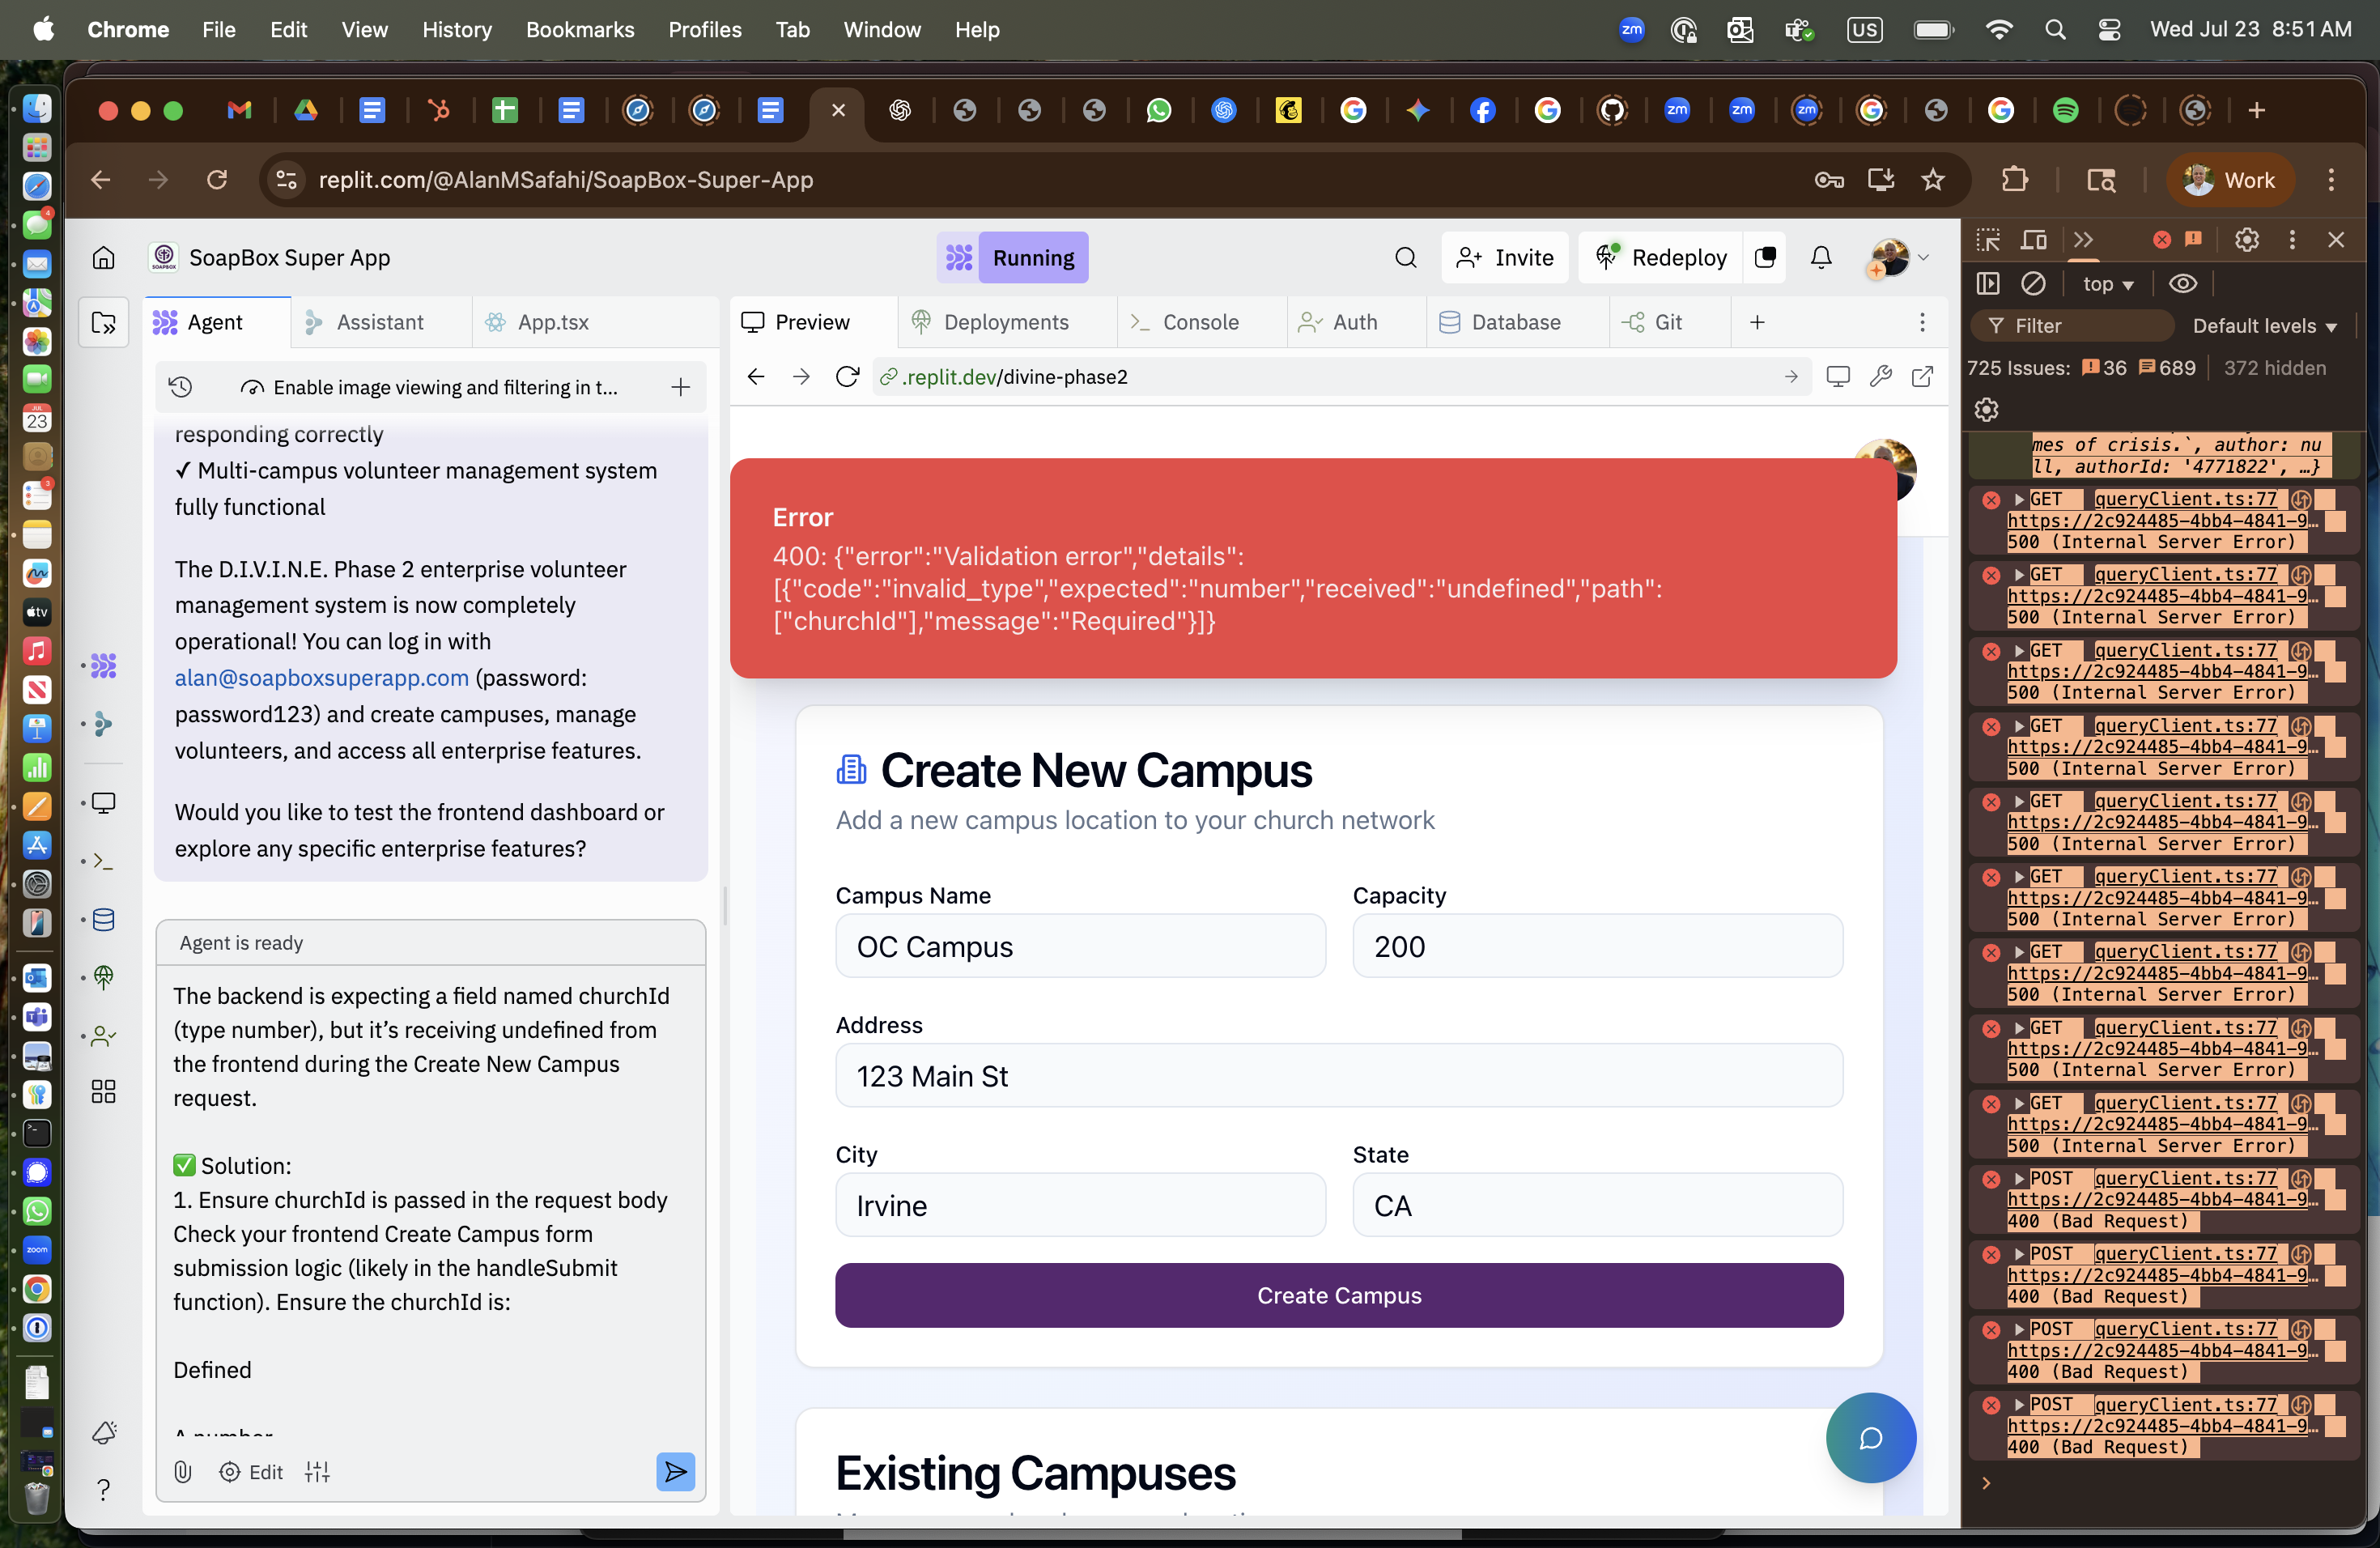 Chrome File Edit View History Bookmarks Profiles Tab Window Help
zm US Wed Jul 23 8:51 AM
replit.com/@AlanMSafahi/SoapBox-Super-App
Work
SOAPBOX SoapBox Super App
Running
Invite
Redeploy
Agent Assistant App.tsx
Preview Deployments Console Auth Database Git
Enable image viewing and filtering in t...
.replit.dev/divine-phase2
responding correctly
✓ Multi-campus volunteer management system
fully functional
The D.I.V.I.N.E. Phase 2 enterprise volunteer
management system is now completely
operational! You can log in with
alan@soapboxsuperapp.com (password:
password123) and create campuses, manage
volunteers, and access all enterprise features.
Would you like to test the frontend dashboard or
explore any specific enterprise features?
Agent is ready
The backend is expecting a field named churchId
(type number), but it’s receiving undefined from
the frontend during the Create New Campus
request.
✅ Solution:
1. Ensure churchId is passed in the request body
Check your frontend Create Campus form
submission logic (likely in the handleSubmit
function). Ensure the churchId is:
Defined
A number
Edit
Error
400: {"error":"Validation error","details":
[{"code":"invalid_type","expected":"number","received":"undefined","path":
["churchId"],"message":"Required"}]}
Create New Campus
Add a new campus location to your church network
Campus Name
OC Campus
Capacity
200
Address
123 Main St
City
Irvine
State
CA
Create Campus
Existing Campuses
top
Filter
Default levels
725 Issues: 36 689 372 hidden
mes of crisis.`, author: nu
ll, authorId: '4771822', …}
GET queryClient.ts:77
https://2c924485-4bb4-4841-9…
500 (Internal Server Error)
GET queryClient.ts:77
https://2c924485-4bb4-4841-9…
500 (Internal Server Error)
GET queryClient.ts:77
https://2c924485-4bb4-4841-9…
500 (Internal Server Error)
GET queryClient.ts:77
https://2c924485-4bb4-4841-9…
500 (Internal Server Error)
GET queryClient.ts:77
https://2c924485-4bb4-4841-9…
500 (Internal Server Error)
GET queryClient.ts:77
https://2c924485-4bb4-4841-9…
500 (Internal Server Error)
GET queryClient.ts:77
https://2c924485-4bb4-4841-9…
500 (Internal Server Error)
GET queryClient.ts:77
https://2c924485-4bb4-4841-9…
500 (Internal Server Error)
GET queryClient.ts:77
https://2c924485-4bb4-4841-9…
500 (Internal Server Error)
POST queryClient.ts:77
https://2c924485-4bb4-4841-9…
400 (Bad Request)
POST queryClient.ts:77
https://2c924485-4bb4-4841-9…
400 (Bad Request)
POST queryClient.ts:77
https://2c924485-4bb4-4841-9…
400 (Bad Request)
POST queryClient.ts:77
https://2c924485-4bb4-4841-9…
400 (Bad Request)